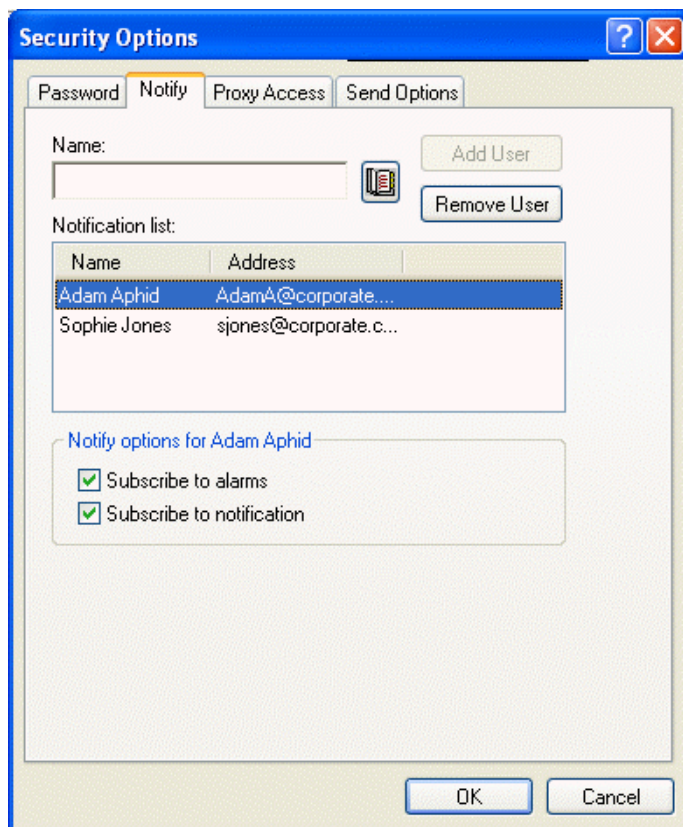 Security Options
Password Notify Proxy Access Send Options
Name:
Add User
Remove User
Notification list:
Name Address
Adam Aphid AdamA@corporate....
Sophie Jones sjones@corporate.c...
Notify options for Adam Aphid
Subscribe to alarms
Subscribe to notification
OK Cancel